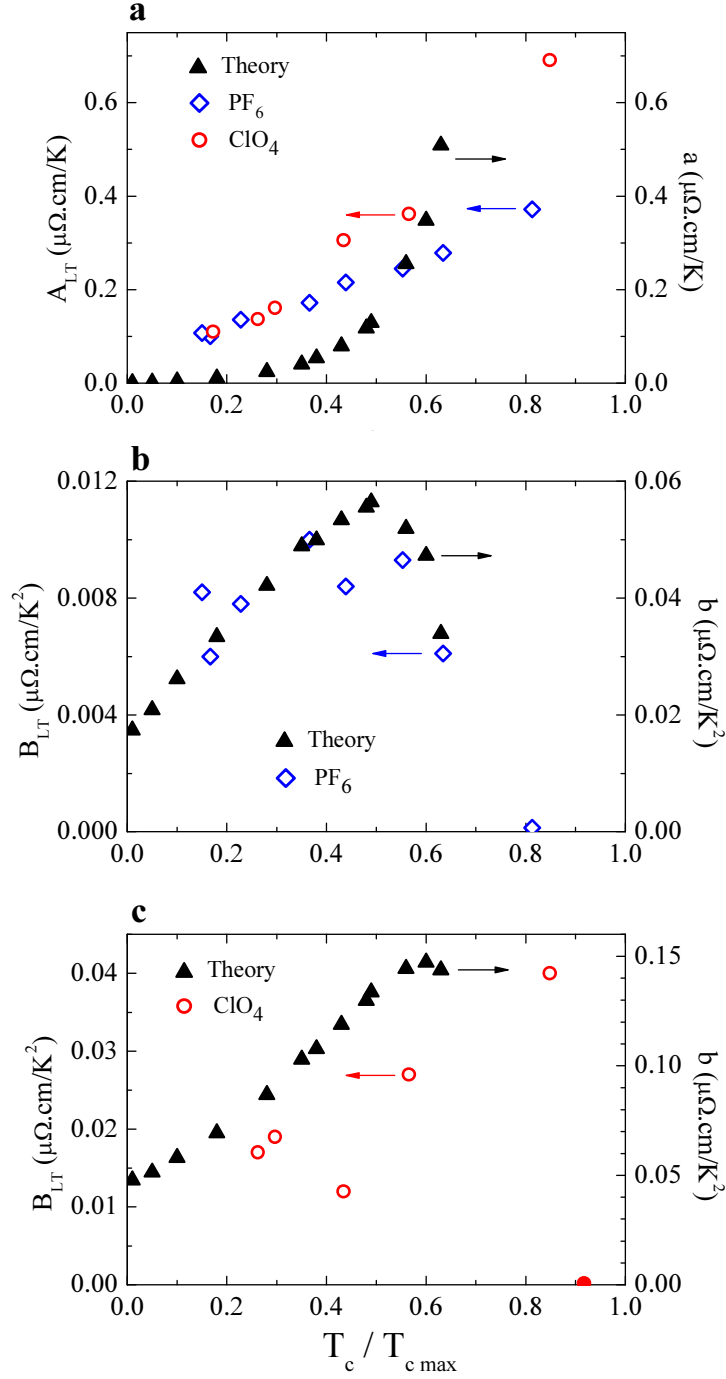 a
Theory
PF6
ClO4
A_LT (μΩ.cm/K)
a (μΩ.cm/K)
0.6
0.4
0.2
0.0
0.6
0.4
0.2
0.0
0.0 0.2 0.4 0.6 0.8 1.0
b
0.012
0.008
0.004
0.000
B_LT (μΩ.cm/K²)
0.06
0.04
0.02
0.00
b (μΩ.cm/K²)
Theory
PF6
0.0 0.2 0.4 0.6 0.8 1.0
c
Theory
ClO4
0.04
0.03
0.02
0.01
0.00
B_LT (μΩ.cm/K²)
0.15
0.10
0.05
0.00
b (μΩ.cm/K²)
0.0 0.2 0.4 0.6 0.8 1.0
T_c / T_c max